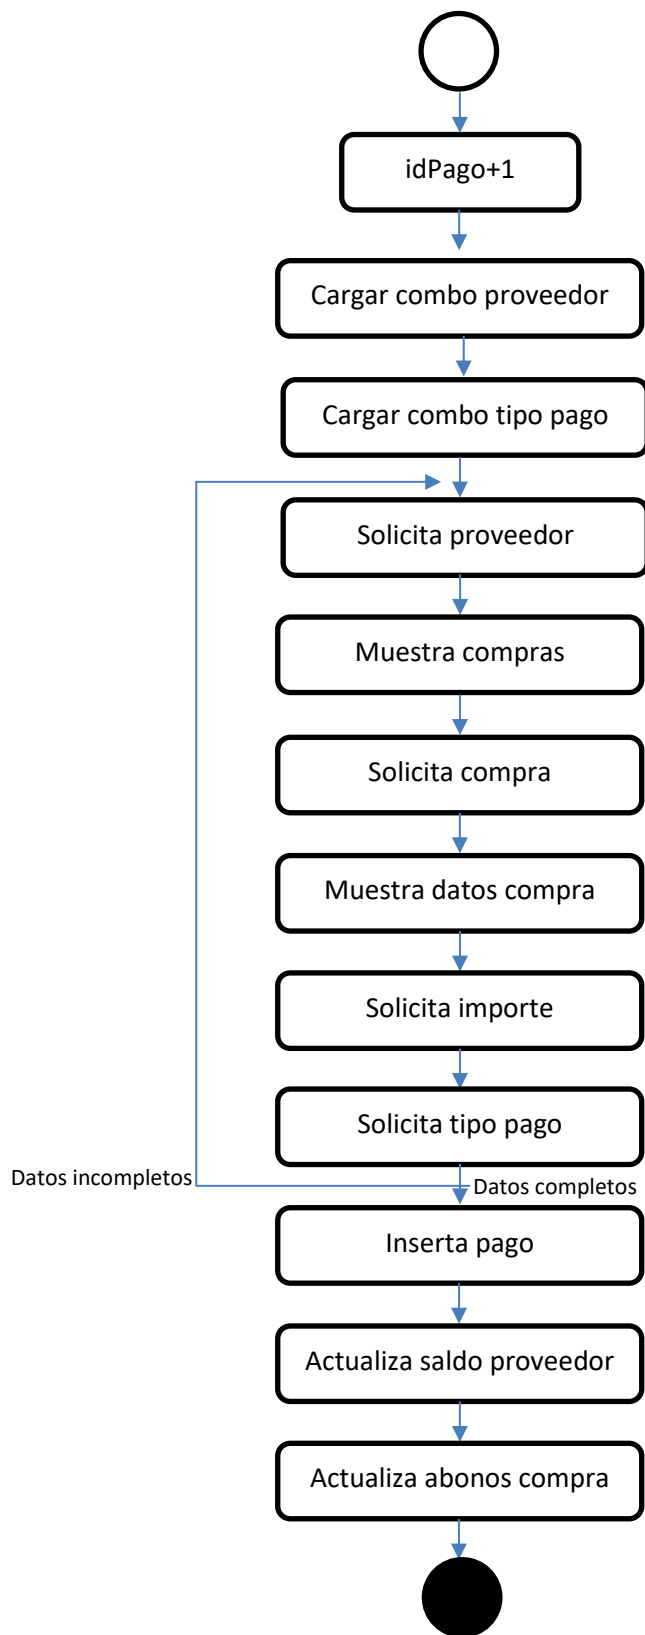 idPago+1
Cargar combo proveedor
Cargar combo tipo pago
Solicita proveedor
Muestra compras
Solicita compra
Muestra datos compra
Solicita importe
Solicita tipo pago
Datos incompletos
Datos completos
Inserta pago
Actualiza saldo proveedor
Actualiza abonos compra